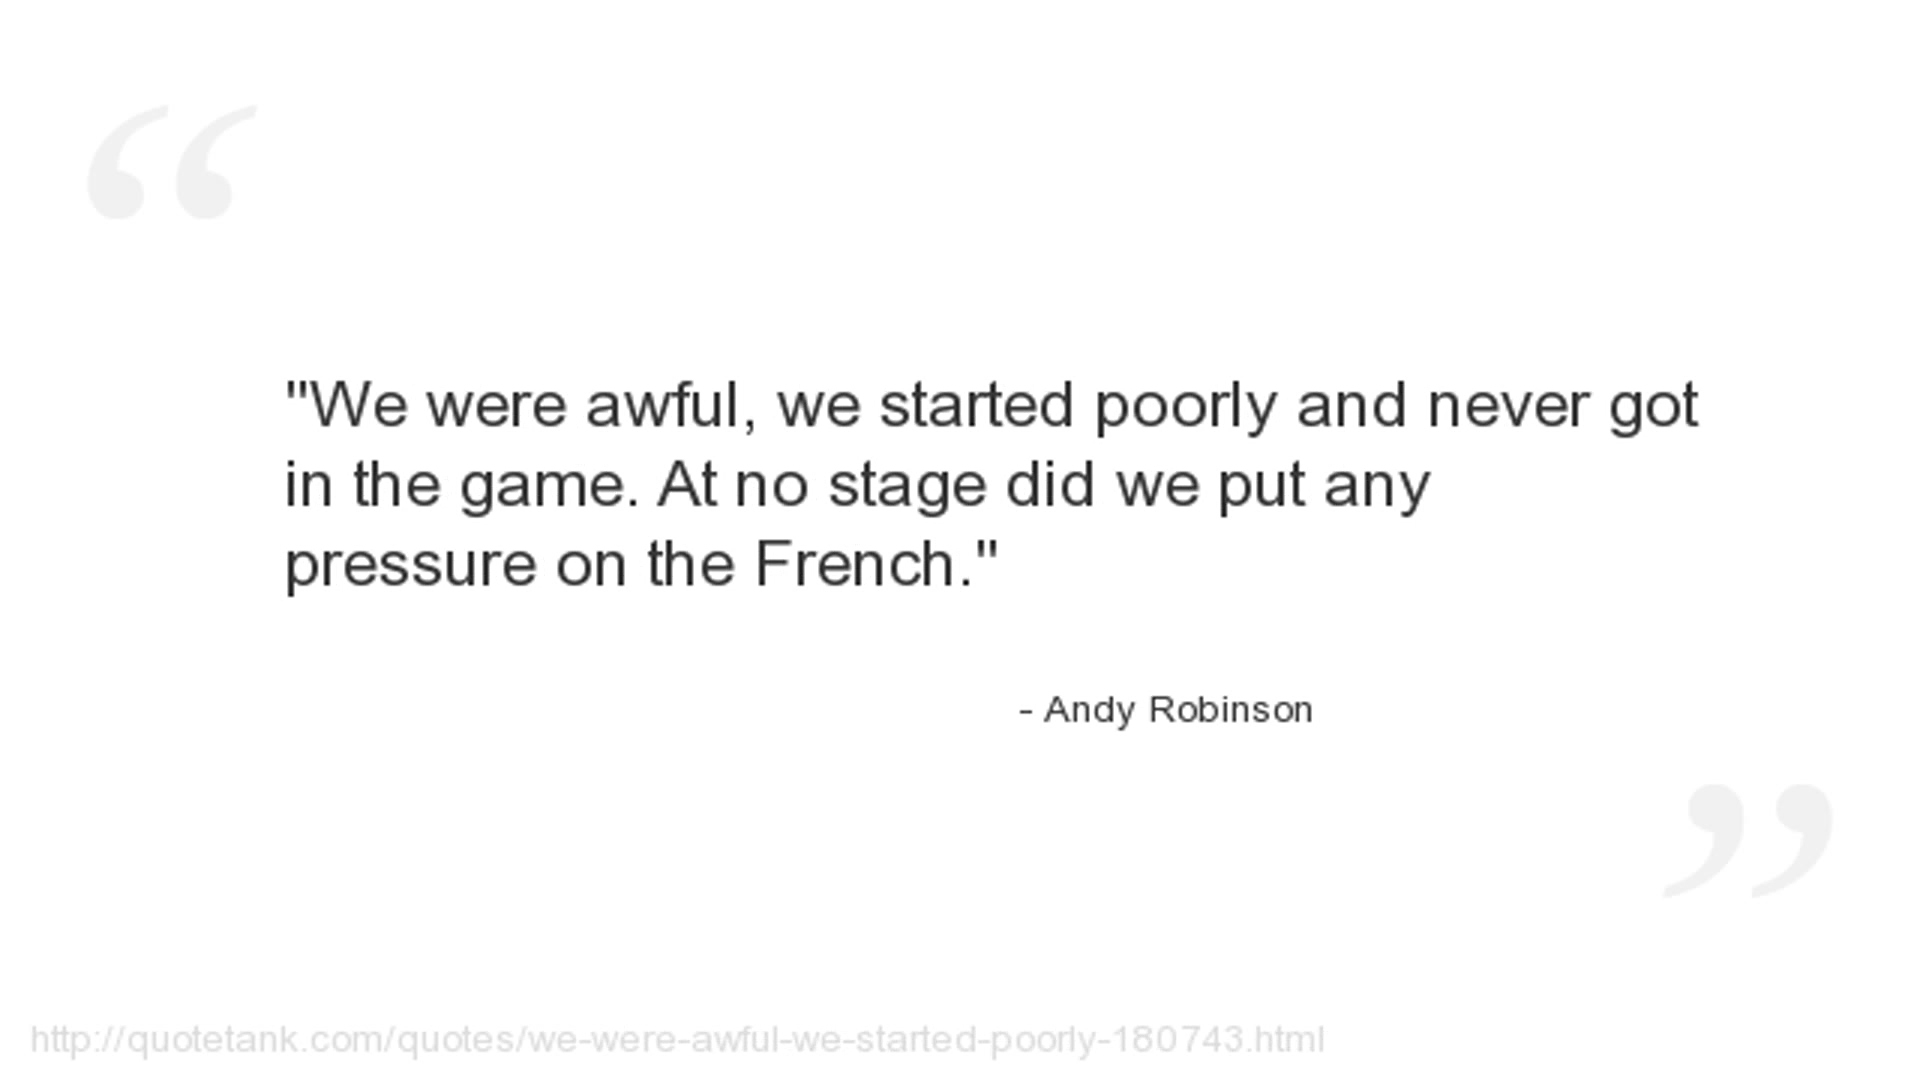 "We were awful, we started poorly and never got
in the game. At no stage did we put any
pressure on the French."
- Andy Robinson
http://quotetank.com/quotes/we-were-awful-we-started-poorly-180743.html